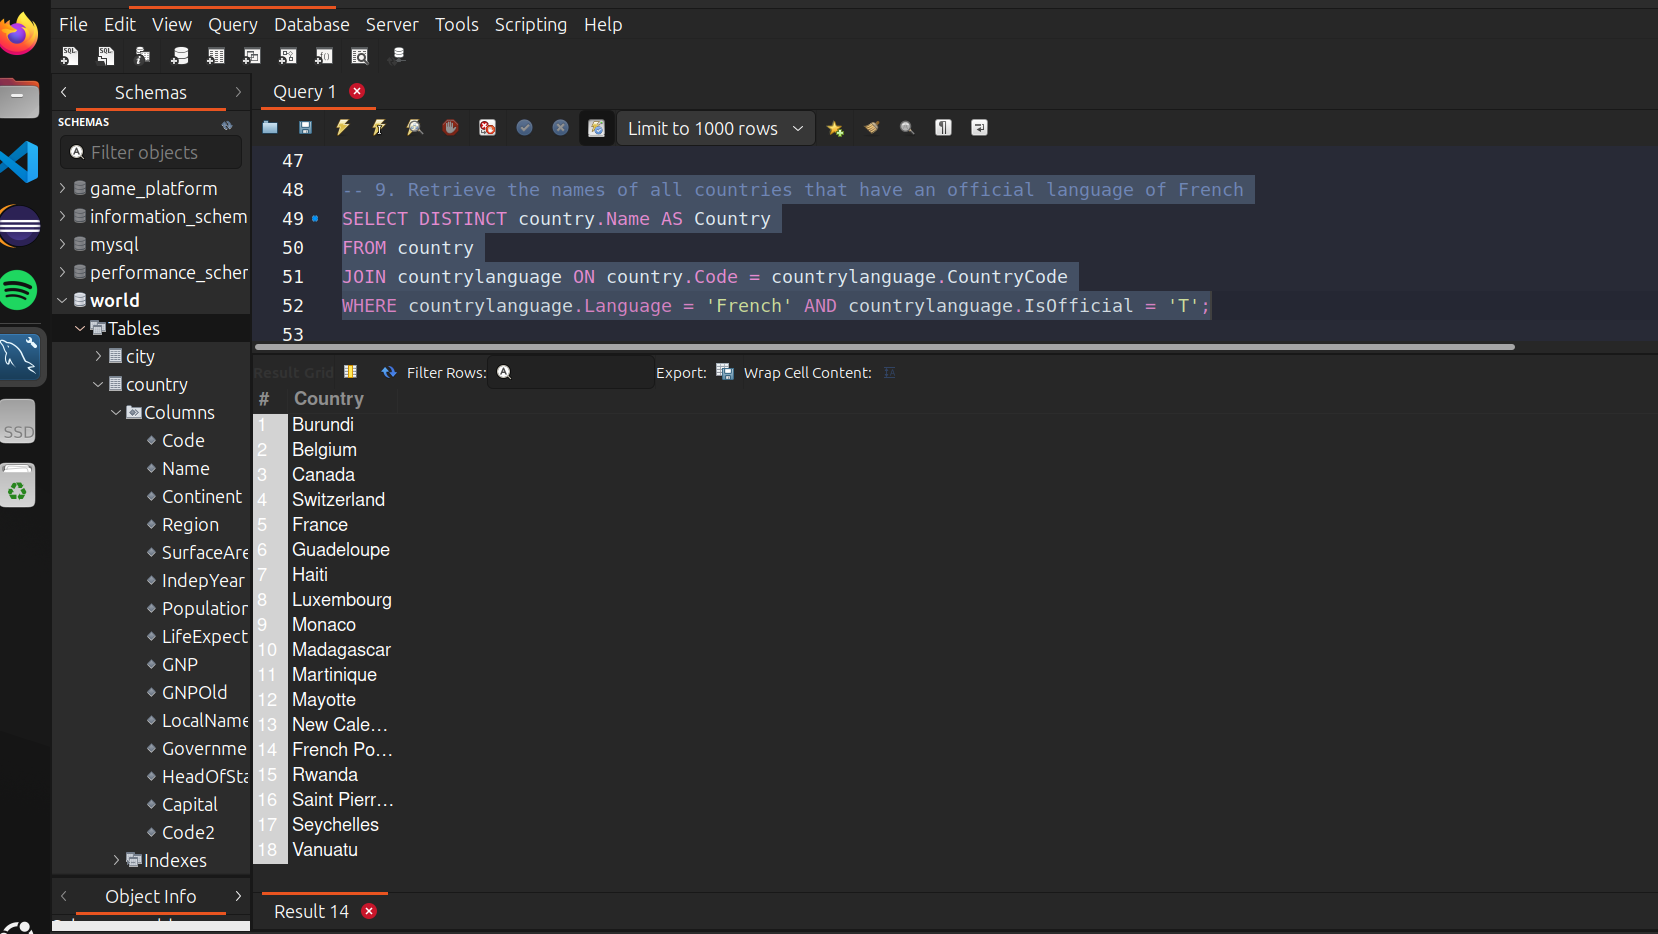 File Edit View Query Database Server Tools Scripting Help
Schemas
Query 1
SCHEMAS
Filter objects
game_platform
information_schem
mysql
performance_scher
world
Tables
city
country
Columns
Code
Name
Continent
Region
SurfaceAre
IndepYear
Population
LifeExpect
GNP
GNPOld
LocalName
Governme
HeadOfSta
Capital
Code2
Indexes
Object Info
SSD
Limit to 1000 rows
47
48 -- 9. Retrieve the names of all countries that have an official language of French
49 SELECT DISTINCT country.Name AS Country
50 FROM country
51 JOIN countrylanguage ON country.Code = countrylanguage.CountryCode
52 WHERE countrylanguage.Language = 'French' AND countrylanguage.IsOfficial = 'T';
53
Result Grid Filter Rows: Export: Wrap Cell Content:
# Country
1 Burundi
2 Belgium
3 Canada
4 Switzerland
5 France
6 Guadeloupe
7 Haiti
8 Luxembourg
9 Monaco
10 Madagascar
11 Martinique
12 Mayotte
13 New Cale...
14 French Po...
15 Rwanda
16 Saint Pierr...
17 Seychelles
18 Vanuatu
Result 14